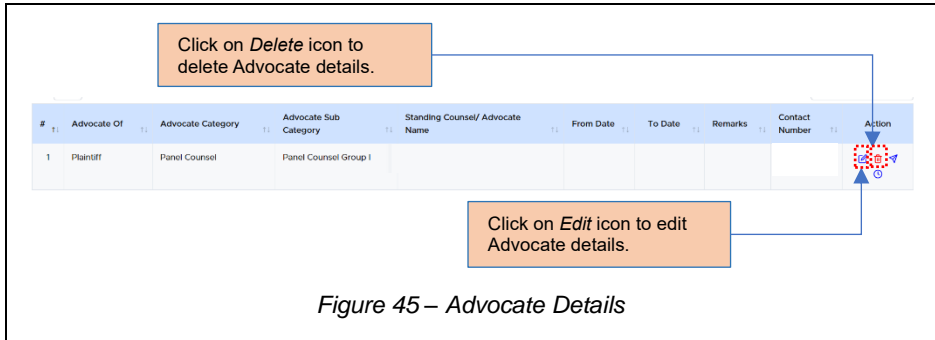 Click on Delete icon to
delete Advocate details.
# Advocate Of Advocate Category Advocate Sub Category Standing Counsel/ Advocate Name From Date To Date Remarks Contact Number Action
1 Plaintiff Panel Counsel Panel Counsel Group I
Click on Edit icon to edit
Advocate details.
Figure 45 – Advocate Details